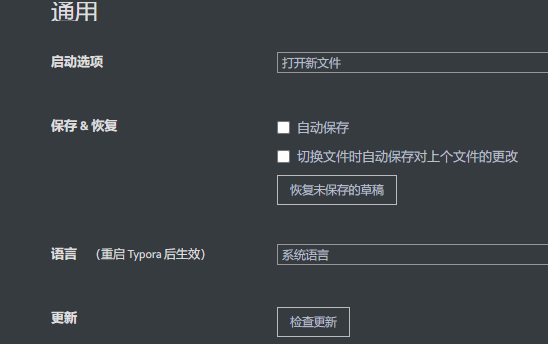 通用
启动选项
打开新文件
保存 & 恢复
自动保存
切换文件时自动保存对上个文件的更改
恢复未保存的草稿
语言 （重启 Typora 后生效）
系统语言
更新
检查更新